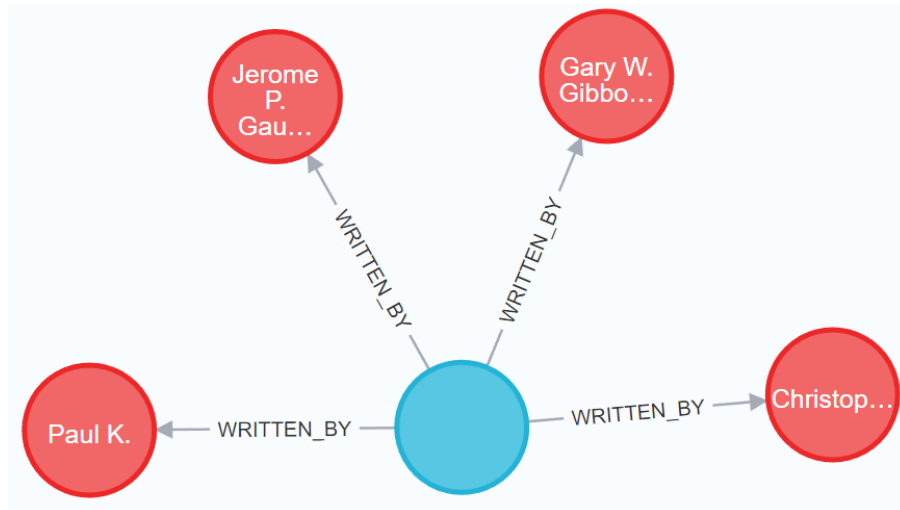 Jerome
P.
Gau…
Gary W.
Gibbo…
WRITTEN_BY
WRITTEN_BY
Paul K.
WRITTEN_BY
WRITTEN_BY
Christop…